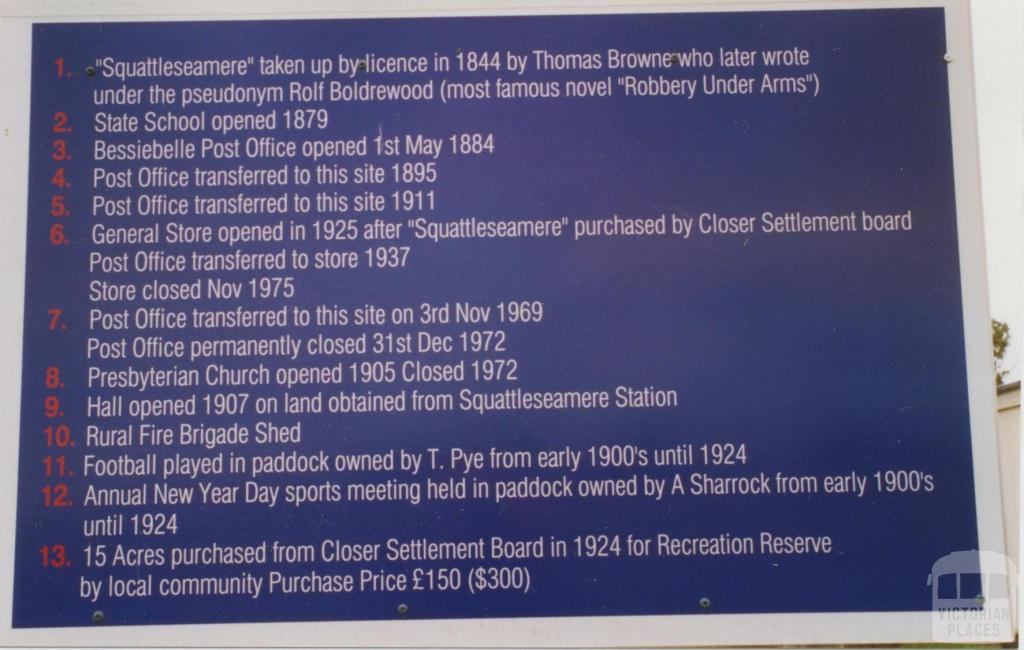 1. "Squattleseamere" taken up by licence in 1844 by Thomas Browne who later wrote
under the pseudonym Rolf Boldrewood (most famous novel "Robbery Under Arms")
2. State School opened 1879
3. Bessiebelle Post Office opened 1st May 1884
4. Post Office transferred to this site 1895
5. Post Office transferred to this site 1911
6. General Store opened in 1925 after "Squattleseamere" purchased by Closer Settlement board
Post Office transferred to store 1937
Store closed Nov 1975
7. Post Office transferred to this site on 3rd Nov 1969
Post Office permanently closed 31st Dec 1972
8. Presbyterian Church opened 1905 Closed 1972
9. Hall opened 1907 on land obtained from Squattleseamere Station
10. Rural Fire Brigade Shed
11. Football played in paddock owned by T. Pye from early 1900's until 1924
12. Annual New Year Day sports meeting held in paddock owned by A Sharrock from early 1900's
until 1924
13. 15 Acres purchased from Closer Settlement Board in 1924 for Recreation Reserve
by local community Purchase Price £150 ($300)
VICTORIAN
PLACES